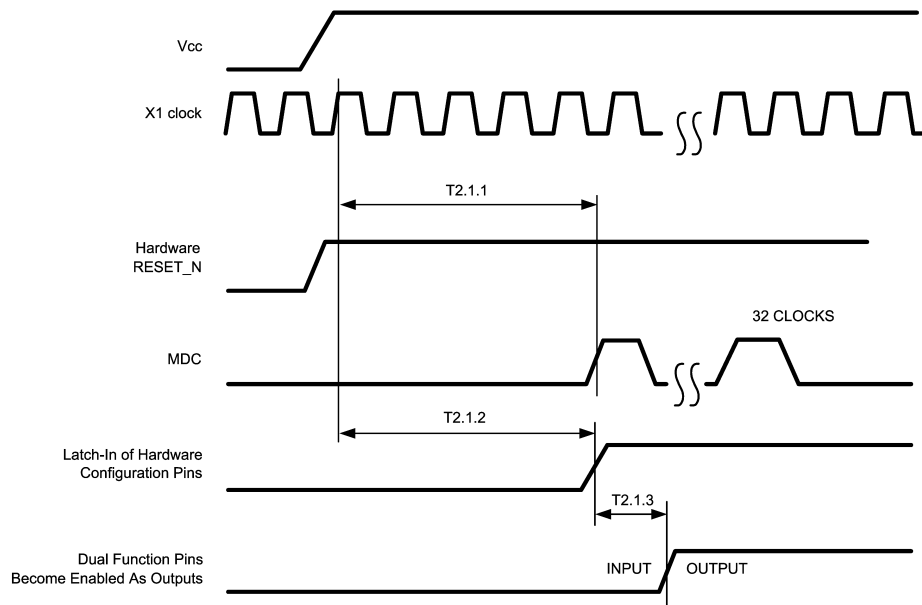 Vcc
X1 clock
T2.1.1
Hardware
RESET_N
32 CLOCKS
MDC
T2.1.2
Latch-In of Hardware
Configuration Pins
T2.1.3
Dual Function Pins
Become Enabled As Outputs
INPUT
OUTPUT